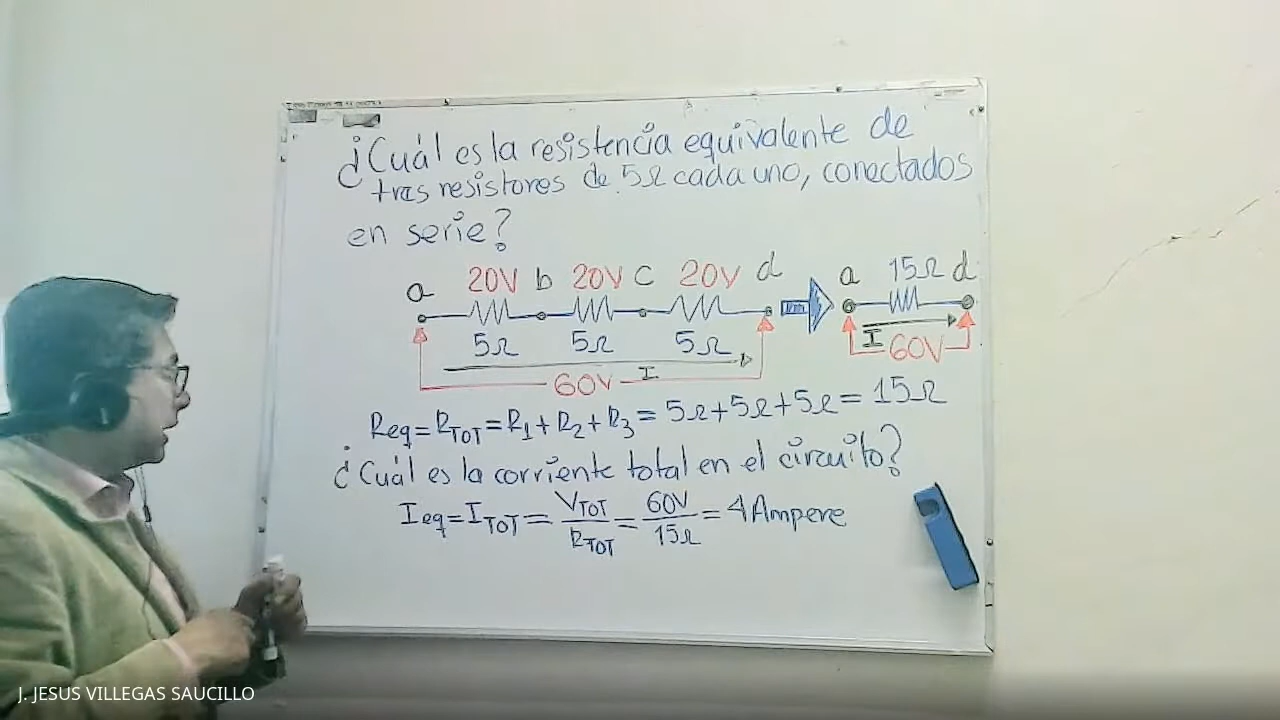 ¿Cuál es la resistencia equivalente de
tres resistores de 5Ω cada uno, conectados
en serie?
a 20V b 20V c 20V d a 15Ω d
5Ω 5Ω 5Ω I 60V
60V I
Req = RTOT = R1 + R2 + R3 = 5Ω + 5Ω + 5Ω = 15Ω
¿Cuál es la corriente total en el circuito?
Ieq = ITOT = VTOT / RTOT = 60V / 15Ω = 4 Ampere
J. JESUS VILLEGAS SAUCILLO